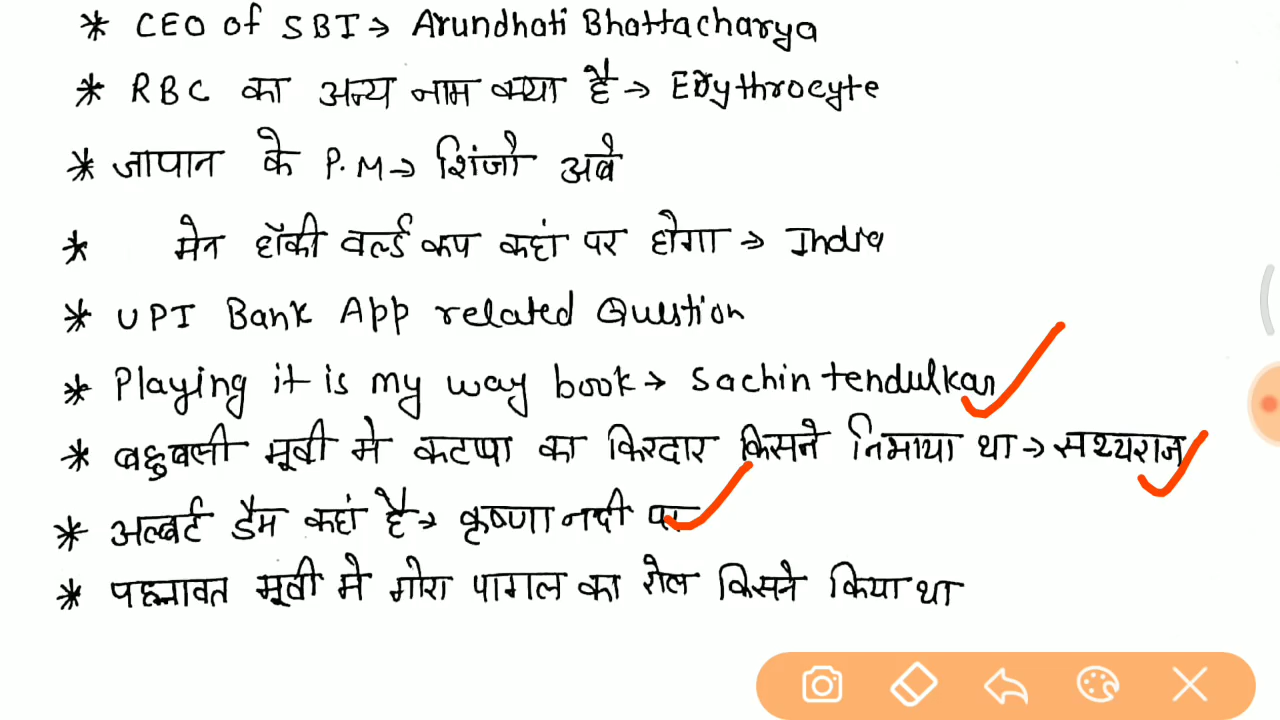 * CEO of SBI → Arundhati Bhattacharya
* RBC का अन्य नाम क्या है → Erythrocyte
* जापान के P.M → शिंजो अबे
* मेन हॉकी वर्ल्ड कप कहां पर होगा → India
* UPI Bank App related Question
* Playing it is my way book → Sachin tendulkar
* बहुबली मूवी मे कटप्पा का किरदार किसने निभाया था → सथ्यराज
* अल्बर्ट डैम कहां है → कृष्णा नदी पर
* पद्मावत मूवी मे गोरा पागल का रोल किसने किया था